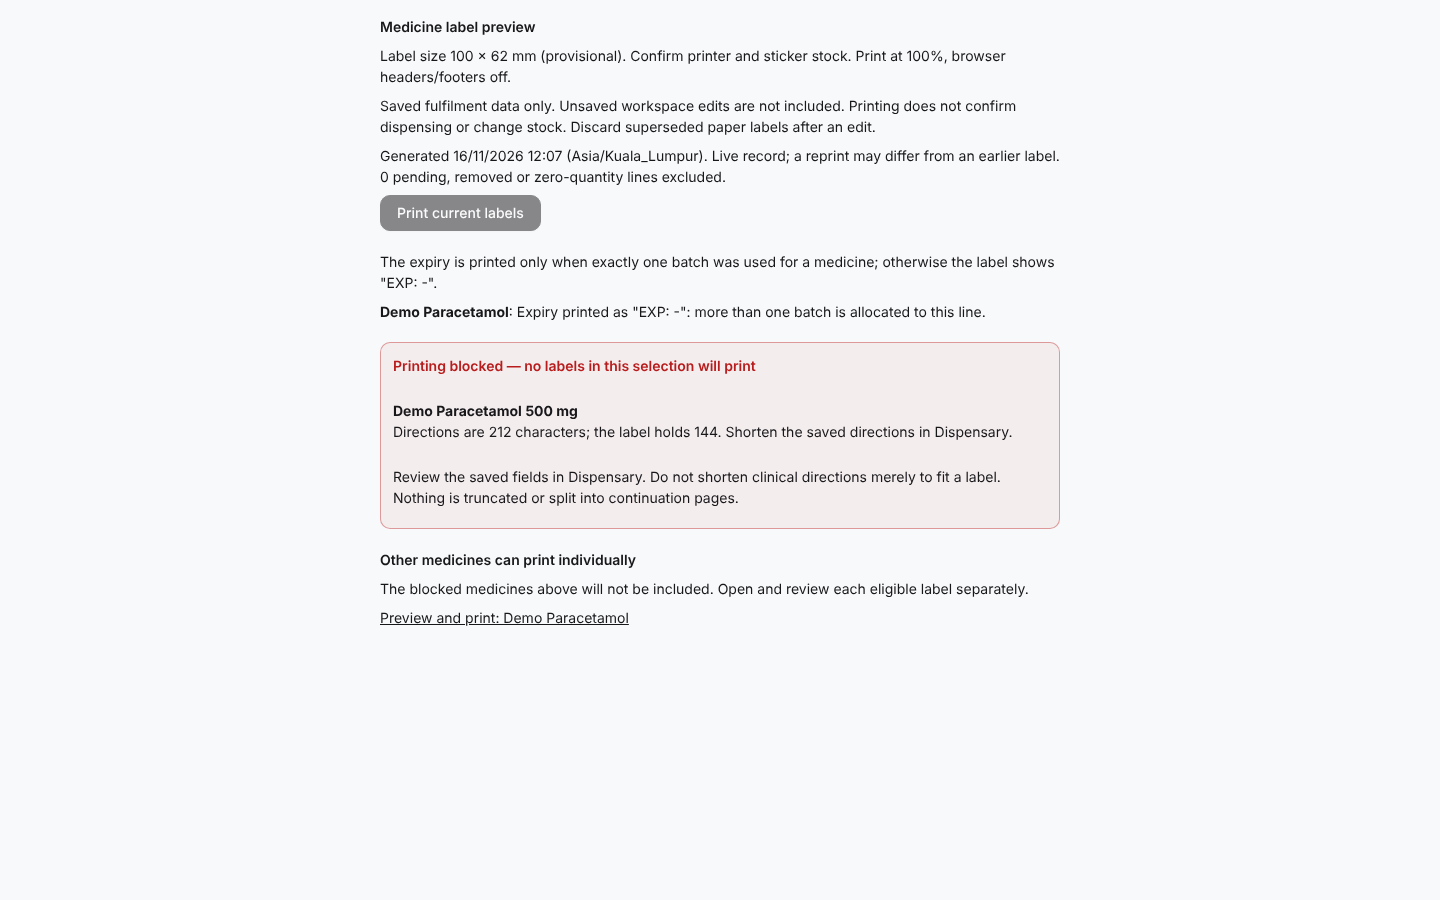 Medicine label preview
Label size 100 × 62 mm (provisional). Confirm printer and sticker stock. Print at 100%, browser
headers/footers off.
Saved fulfilment data only. Unsaved workspace edits are not included. Printing does not confirm
dispensing or change stock. Discard superseded paper labels after an edit.
Generated 16/11/2026 12:07 (Asia/Kuala_Lumpur). Live record; a reprint may differ from an earlier label.
0 pending, removed or zero-quantity lines excluded.
Print current labels
The expiry is printed only when exactly one batch was used for a medicine; otherwise the label shows
"EXP: -".
Demo Paracetamol: Expiry printed as "EXP: -": more than one batch is allocated to this line.
Printing blocked — no labels in this selection will print
Demo Paracetamol 500 mg
Directions are 212 characters; the label holds 144. Shorten the saved directions in Dispensary.
Review the saved fields in Dispensary. Do not shorten clinical directions merely to fit a label.
Nothing is truncated or split into continuation pages.
Other medicines can print individually
The blocked medicines above will not be included. Open and review each eligible label separately.
Preview and print: Demo Paracetamol